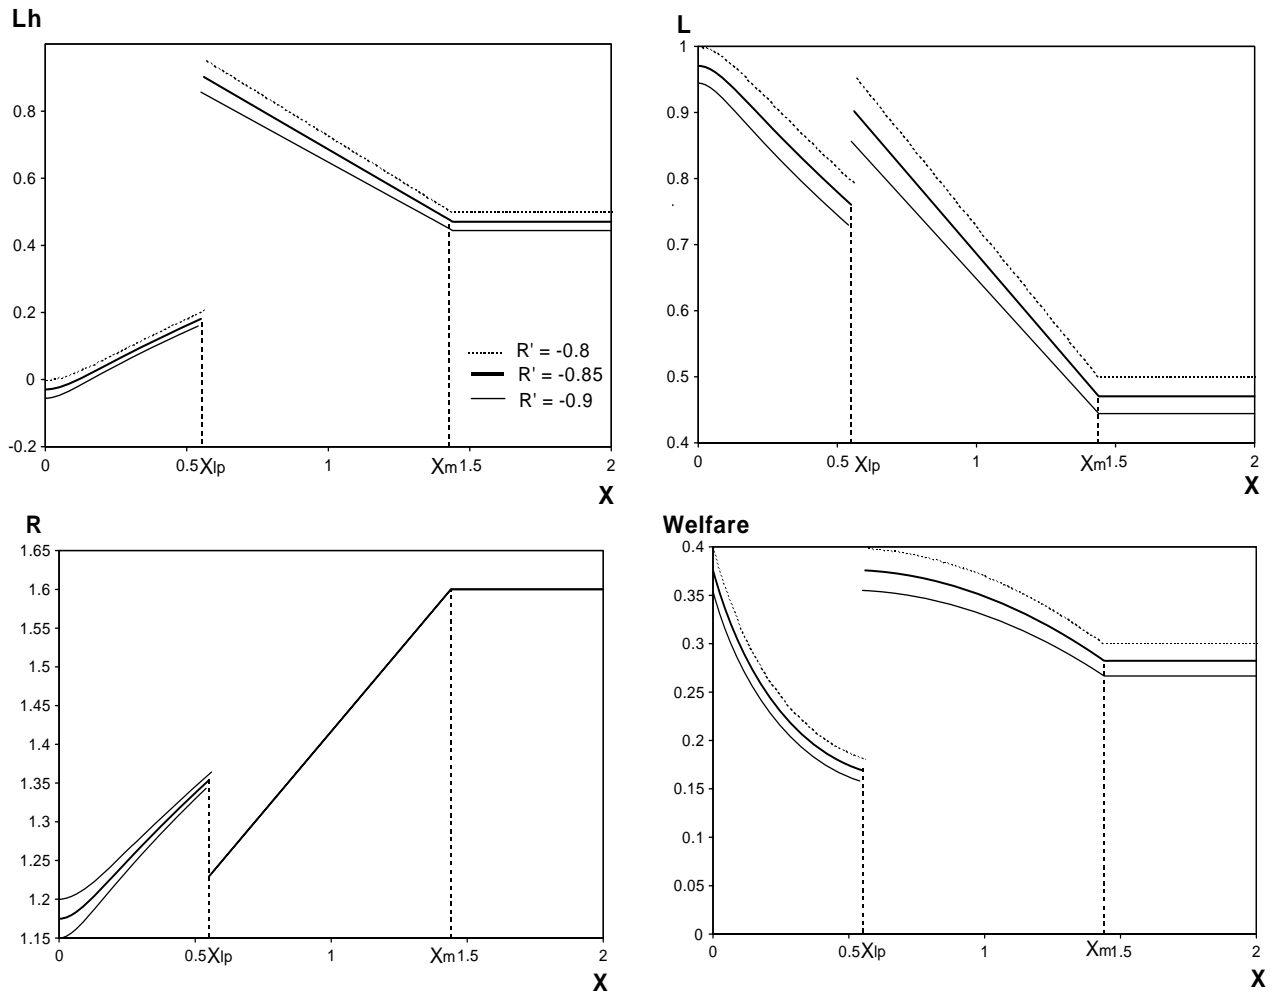 Lh
0.8
0.6
0.4
0.2
0
-0.2
0 0.5 Xlp 1 Xm 1.5 2
X
R' = -0.8
R' = -0.85
R' = -0.9
L
1
0.9
0.8
0.7
0.6
0.5
0.4
0 0.5 Xlp 1 Xm 1.5 2
X
R
1.65
1.6
1.55
1.5
1.45
1.4
1.35
1.3
1.25
1.2
1.15
0 0.5 Xlp 1 Xm 1.5 2
X
Welfare
0.4
0.35
0.3
0.25
0.2
0.15
0.1
0.05
0
0 0.5 Xlp 1 Xm 1.5 2
X